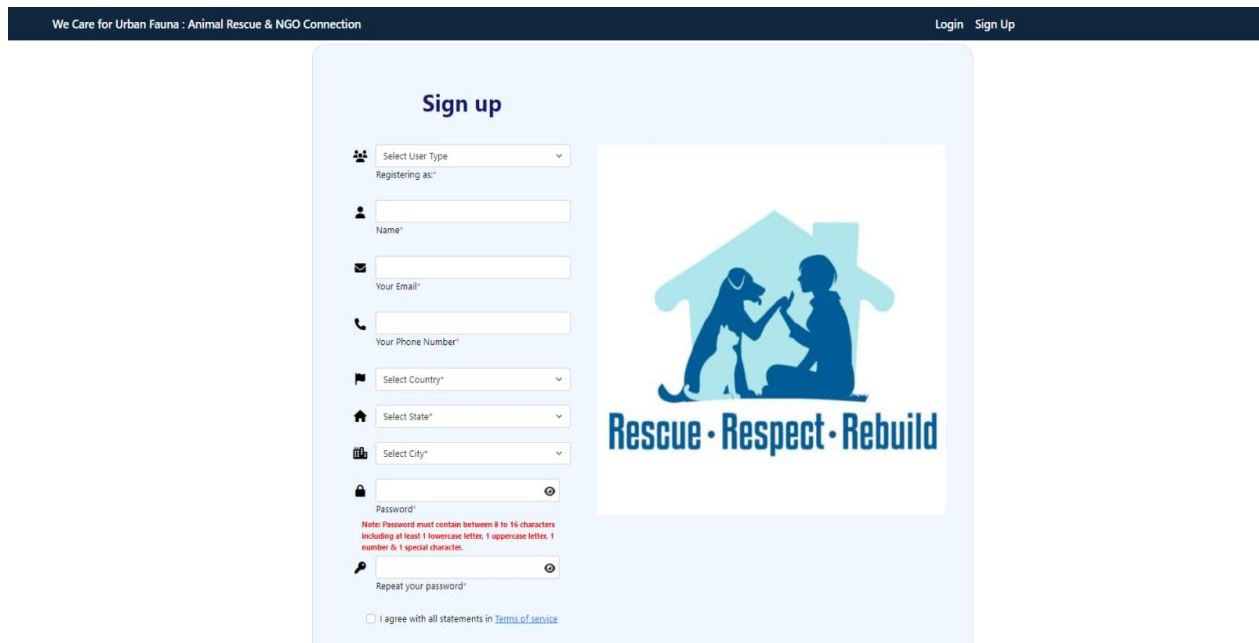 We Care for Urban Fauna : Animal Rescue & NGO Connection
Login Sign Up
Sign up
Select User Type
Registering as:*
Name*
Your Email*
Your Phone Number*
Select Country*
Select State*
Select City*
Password*
Note: Password must contain between 8 to 16 characters
including at least 1 lowercase letter, 1 uppercase letter, 1
number & 1 special character.
Repeat your password*
I agree with all statements in Terms of service
Rescue · Respect · Rebuild